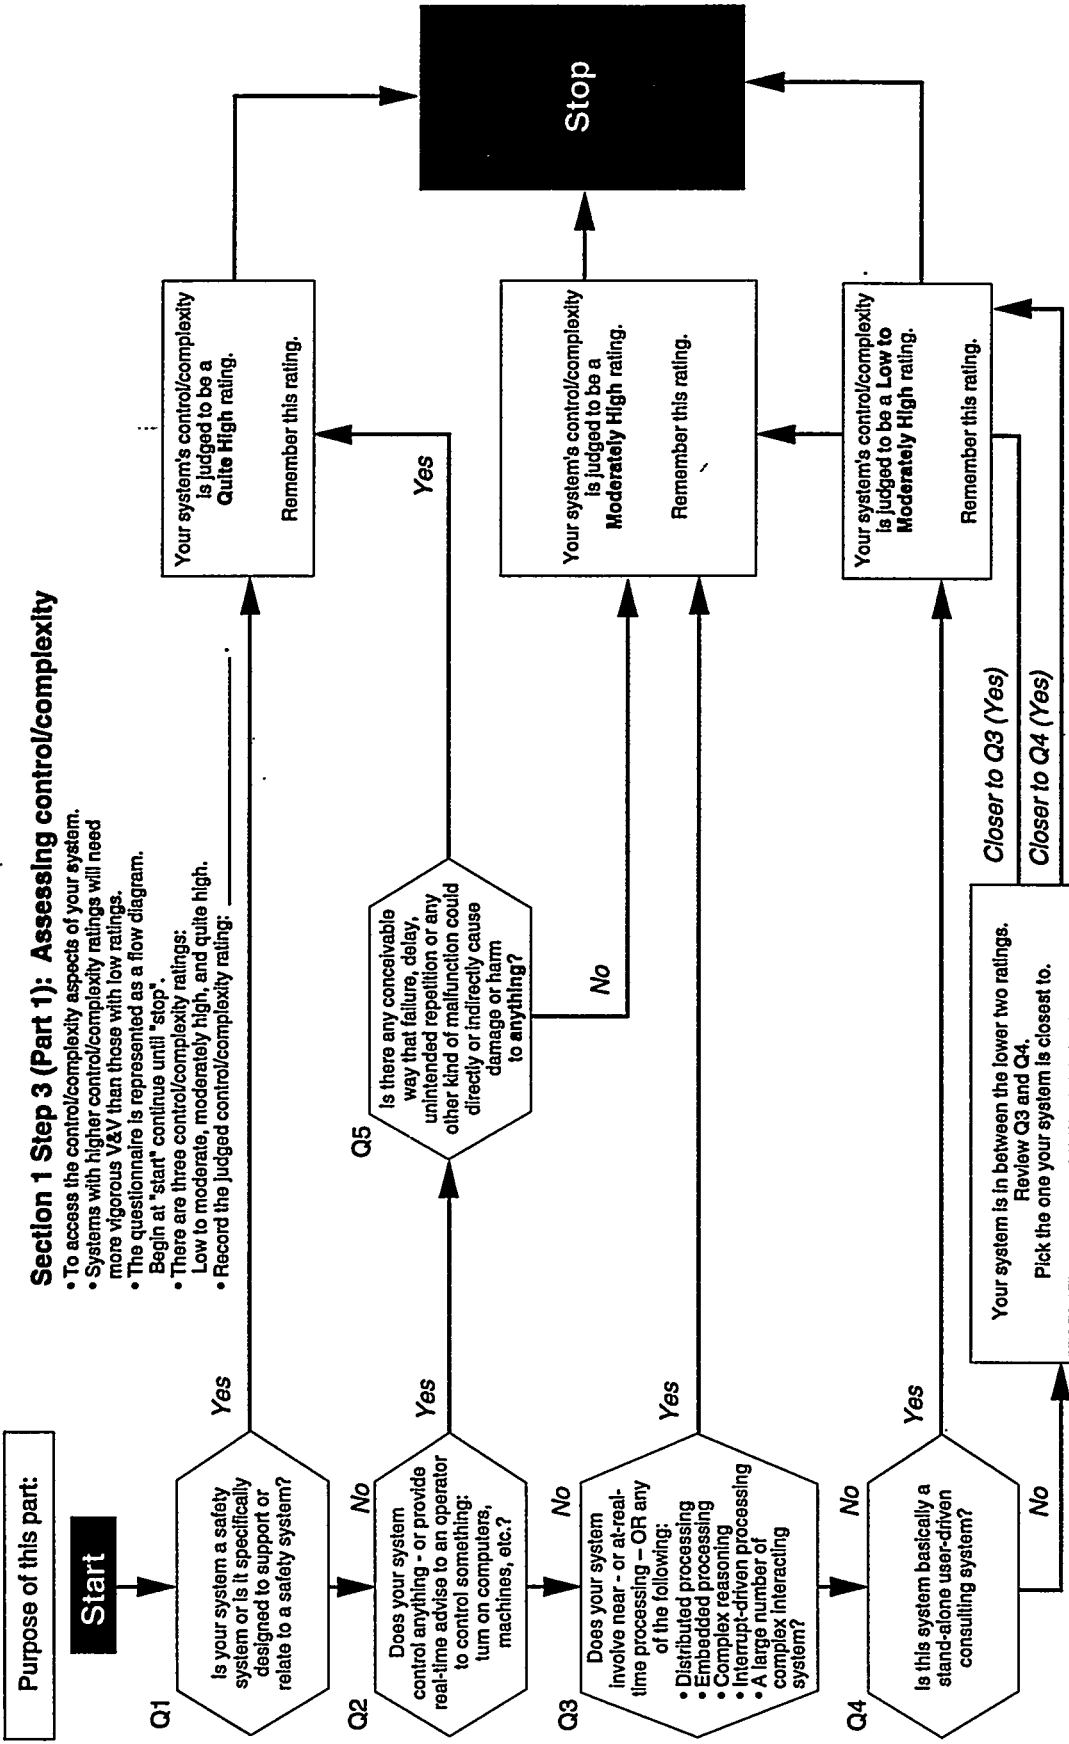 Purpose of this part:
Section 1 Step 3 (Part 1): Assessing control/complexity
• To access the control/complexity aspects of your system.
• Systems with higher control/complexity ratings will need
more vigorous V&V than those with low ratings.
• The questionnaire is represented as a flow diagram.
Begin at "start" continue until "stop".
• There are three control/complexity ratings:
Low to moderate, moderately high, and quite high.
• Record the judged control/complexity rating:
Start
Q1
Is your system a safety
system or is it specifically
designed to support or
relate to a safety system?
Yes
No
Your system's control/complexity
is judged to be a
Quite High rating.
Remember this rating.
Q2
Does your system
control anything - or provide
real-time advise to an operator
to control something:
turn on computers,
machines, etc.?
Yes
No
Q5
Is there any conceivable
way that failure, delay,
unintended repetition or any
other kind of malfunction could
directly or indirectly cause
damage or harm
to anything?
Yes
No
Q3
Does your system
involve near - or at-real-
time processing – OR any
of the following:
• Distributed processing
• Embedded processing
• Complex reasoning
• Interrupt-driven processing
• A large number of
complex interacting
system?
Yes
No
Your system's control/complexity
is judged to be a
Moderately High rating.
Remember this rating.
Stop
Q4
Is this system basically a
stand-alone user-driven
consulting system?
Yes
No
Your system's control/complexity
is judged to be a Low to
Moderately High rating.
Remember this rating.
Your system is in between the lower two ratings.
Review Q3 and Q4.
Pick the one your system is closest to.
Closer to Q3 (Yes)
Closer to Q4 (Yes)